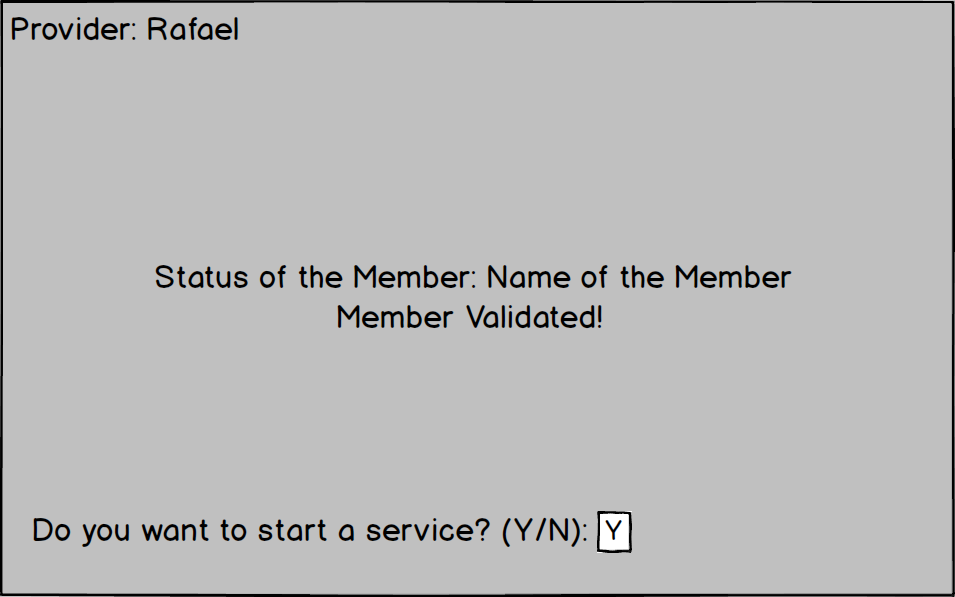 Provider: Rafael
Status of the Member: Name of the Member
Member Validated!
Do you want to start a service? (Y/N): Y